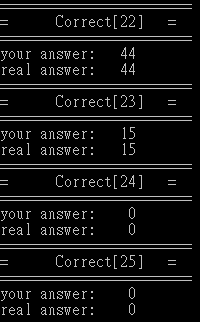 =     Correct[22]   =
your answer:   44
real answer:   44
=     Correct[23]   =
your answer:   15
real answer:   15
=     Correct[24]   =
your answer:    0
real answer:    0
=     Correct[25]   =
your answer:    0
real answer:    0